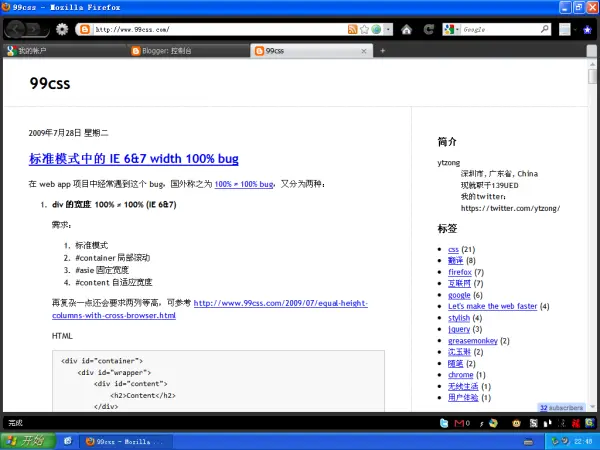 99css - Mozilla Firefox
http://www.99css.com/
Google
我的帐户
Blogger: 控制台
99css
99css
2009年7月28日 星期二
标准模式中的 IE 6&7 width 100% bug
在 web app 项目中经常遇到这个 bug，国外称之为 100% ≠ 100% bug，又分为两种：
1. div 的宽度 100% ≠ 100% (IE 6&7)
需求：
1. 标准模式
2. #container 局部滚动
3. #asie 固定宽度
4. #content 自适应宽度
再复杂一点还会要求两列等高，可参考 http://www.99css.com/2009/07/equal-height-
columns-with-cross-browser.html
HTML
<div id="container">
<div id="wrapper">
<div id="content">
<h2>Content</h2>
</div>
简介
ytzong
深圳市, 广东省, China
现就职于139UED
我的twitter：
https://twitter.com/ytzong/
标签
css (21)
翻译 (8)
firefox (7)
互联网 (7)
google (6)
Let's make the web faster (4)
stylish (4)
jquery (3)
greasemonkey (2)
沈玉琳 (2)
随笔 (2)
chrome (1)
无线生活 (1)
用户体验 (1)
32 subscribers
完成
0
开始
99css - Mozilla ...
22:48